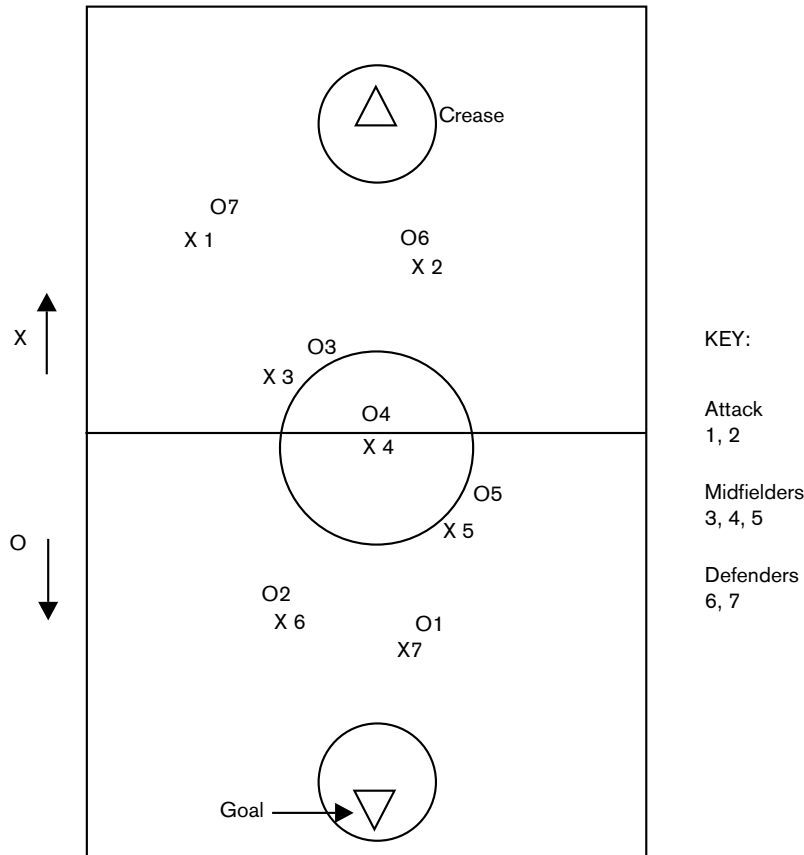 Crease
O7
X 1
O6
X 2
X
O3
X 3
KEY:
O4
Attack
1, 2
X 4
Midfielders
3, 4, 5
O5
X 5
O
Defenders
6, 7
O2
X 6
O1
X7
Goal